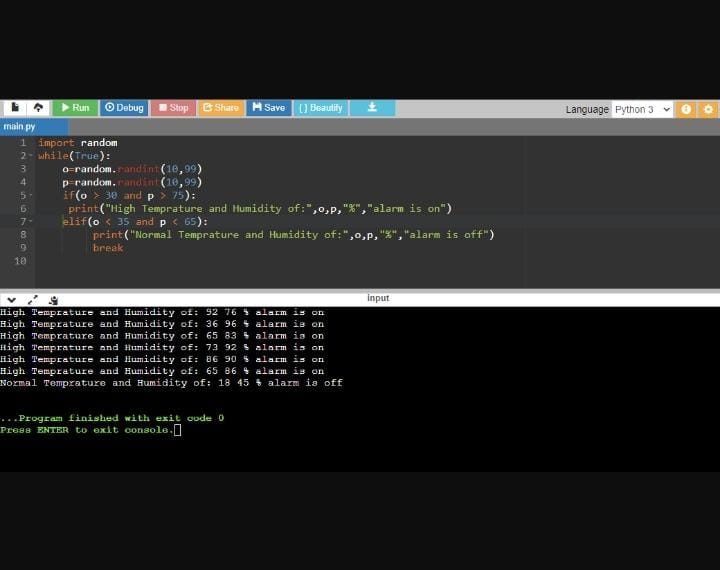 Run Debug Stop Share Save {} Beautify Language Python 3
main.py
1 import random
2 while(True):
3 o=random.randint(10,99)
4 p=random.randint(10,99)
5 if(o > 30 and p > 75):
6 print("High Temprature and Humidity of:",o,p,"%","alarm is on")
7 elif(o < 35 and p < 65):
8 print("Normal Temprature and Humidity of:",o,p,"%","alarm is off")
9 break
10
input
High Temprature and Humidity of: 92 76 % alarm is on
High Temprature and Humidity of: 36 96 % alarm is on
High Temprature and Humidity of: 65 83 % alarm is on
High Temprature and Humidity of: 73 92 % alarm is on
High Temprature and Humidity of: 86 90 % alarm is on
High Temprature and Humidity of: 65 86 % alarm is on
Normal Temprature and Humidity of: 18 45 % alarm is off
...Program finished with exit code 0
Press ENTER to exit console.